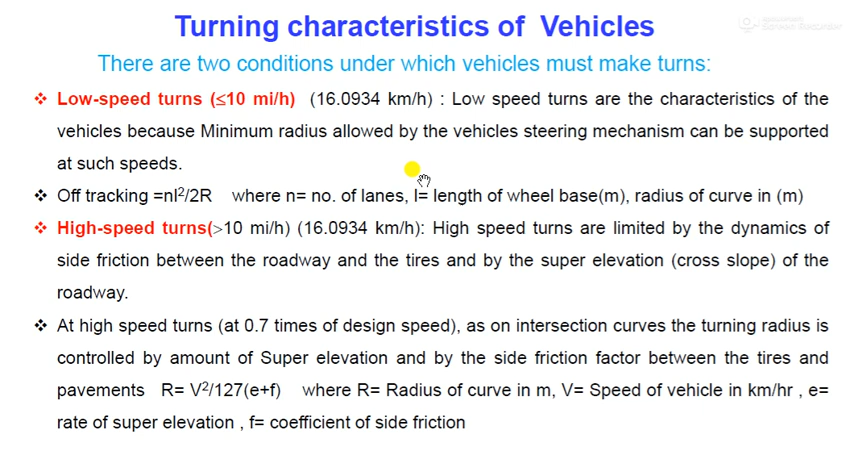 Turning characteristics of Vehicles
Screen Recorder
There are two conditions under which vehicles must make turns:
❖ Low-speed turns (≤10 mi/h) (16.0934 km/h) : Low speed turns are the characteristics of the
vehicles because Minimum radius allowed by the vehicles steering mechanism can be supported
at such speeds.
❖ Off tracking =nl²/2R where n= no. of lanes, l= length of wheel base(m), radius of curve in (m)
❖ High-speed turns(>10 mi/h) (16.0934 km/h): High speed turns are limited by the dynamics of
side friction between the roadway and the tires and by the super elevation (cross slope) of the
roadway.
❖ At high speed turns (at 0.7 times of design speed), as on intersection curves the turning radius is
controlled by amount of Super elevation and by the side friction factor between the tires and
pavements R= V²/127(e+f) where R= Radius of curve in m, V= Speed of vehicle in km/hr , e=
rate of super elevation , f= coefficient of side friction